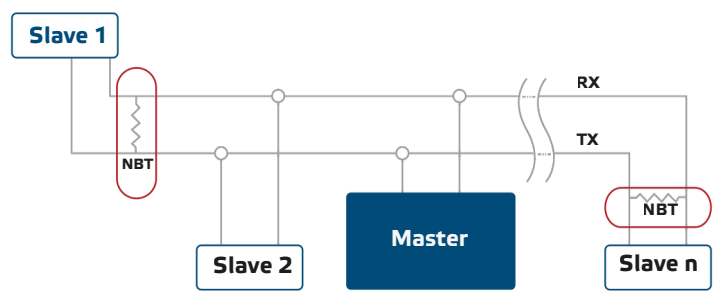 Slave 1
RX
TX
NBT
NBT
Master
Slave 2
Slave n